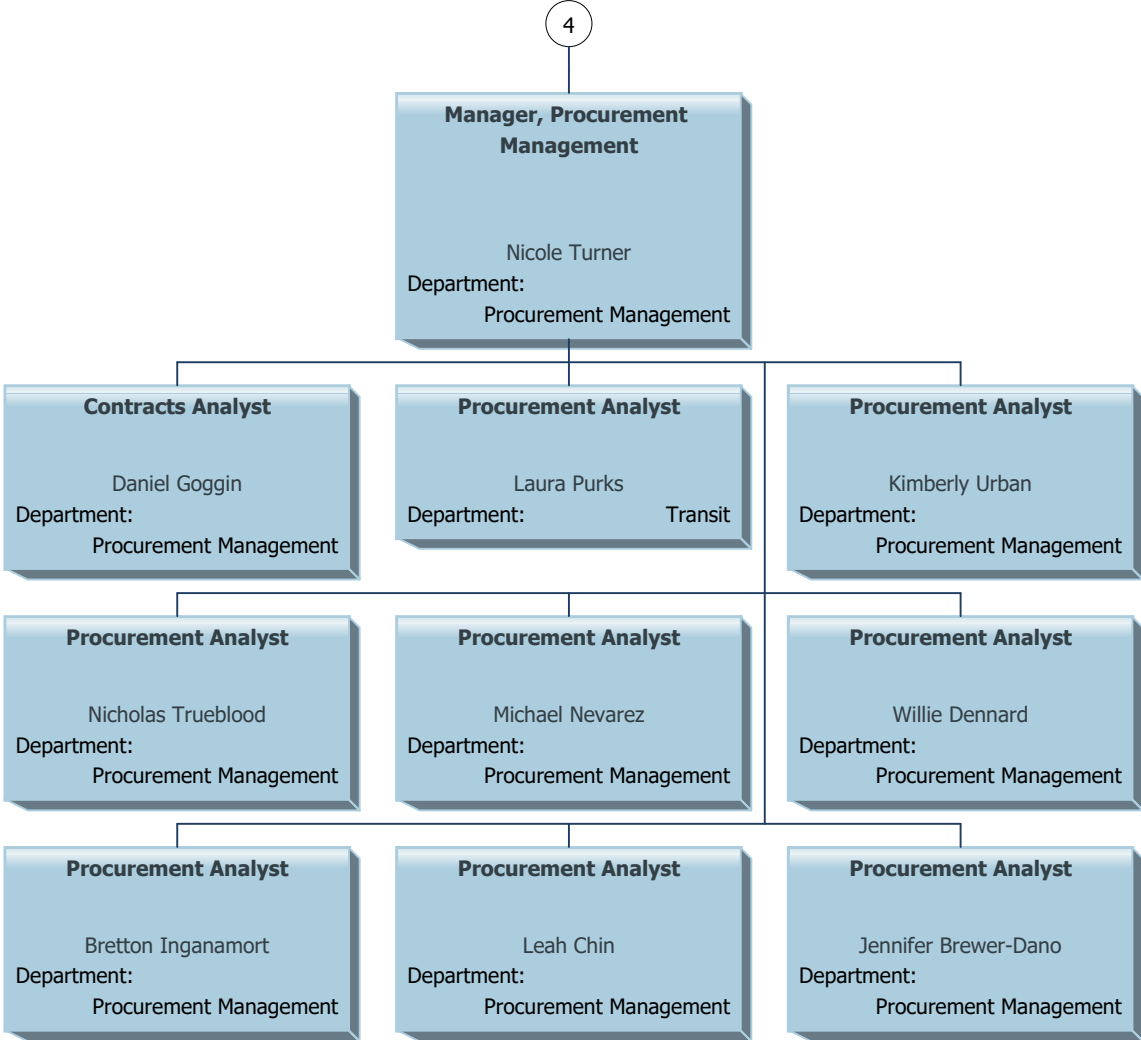 4
Manager, Procurement
Management
Nicole Turner
Department:
Procurement Management
Contracts Analyst
Daniel Goggin
Department:
Procurement Management
Procurement Analyst
Laura Purks
Department: Transit
Procurement Analyst
Kimberly Urban
Department:
Procurement Management
Procurement Analyst
Nicholas Trueblood
Department:
Procurement Management
Procurement Analyst
Michael Nevarez
Department:
Procurement Management
Procurement Analyst
Willie Dennard
Department:
Procurement Management
Procurement Analyst
Bretton Inganamort
Department:
Procurement Management
Procurement Analyst
Leah Chin
Department:
Procurement Management
Procurement Analyst
Jennifer Brewer-Dano
Department:
Procurement Management